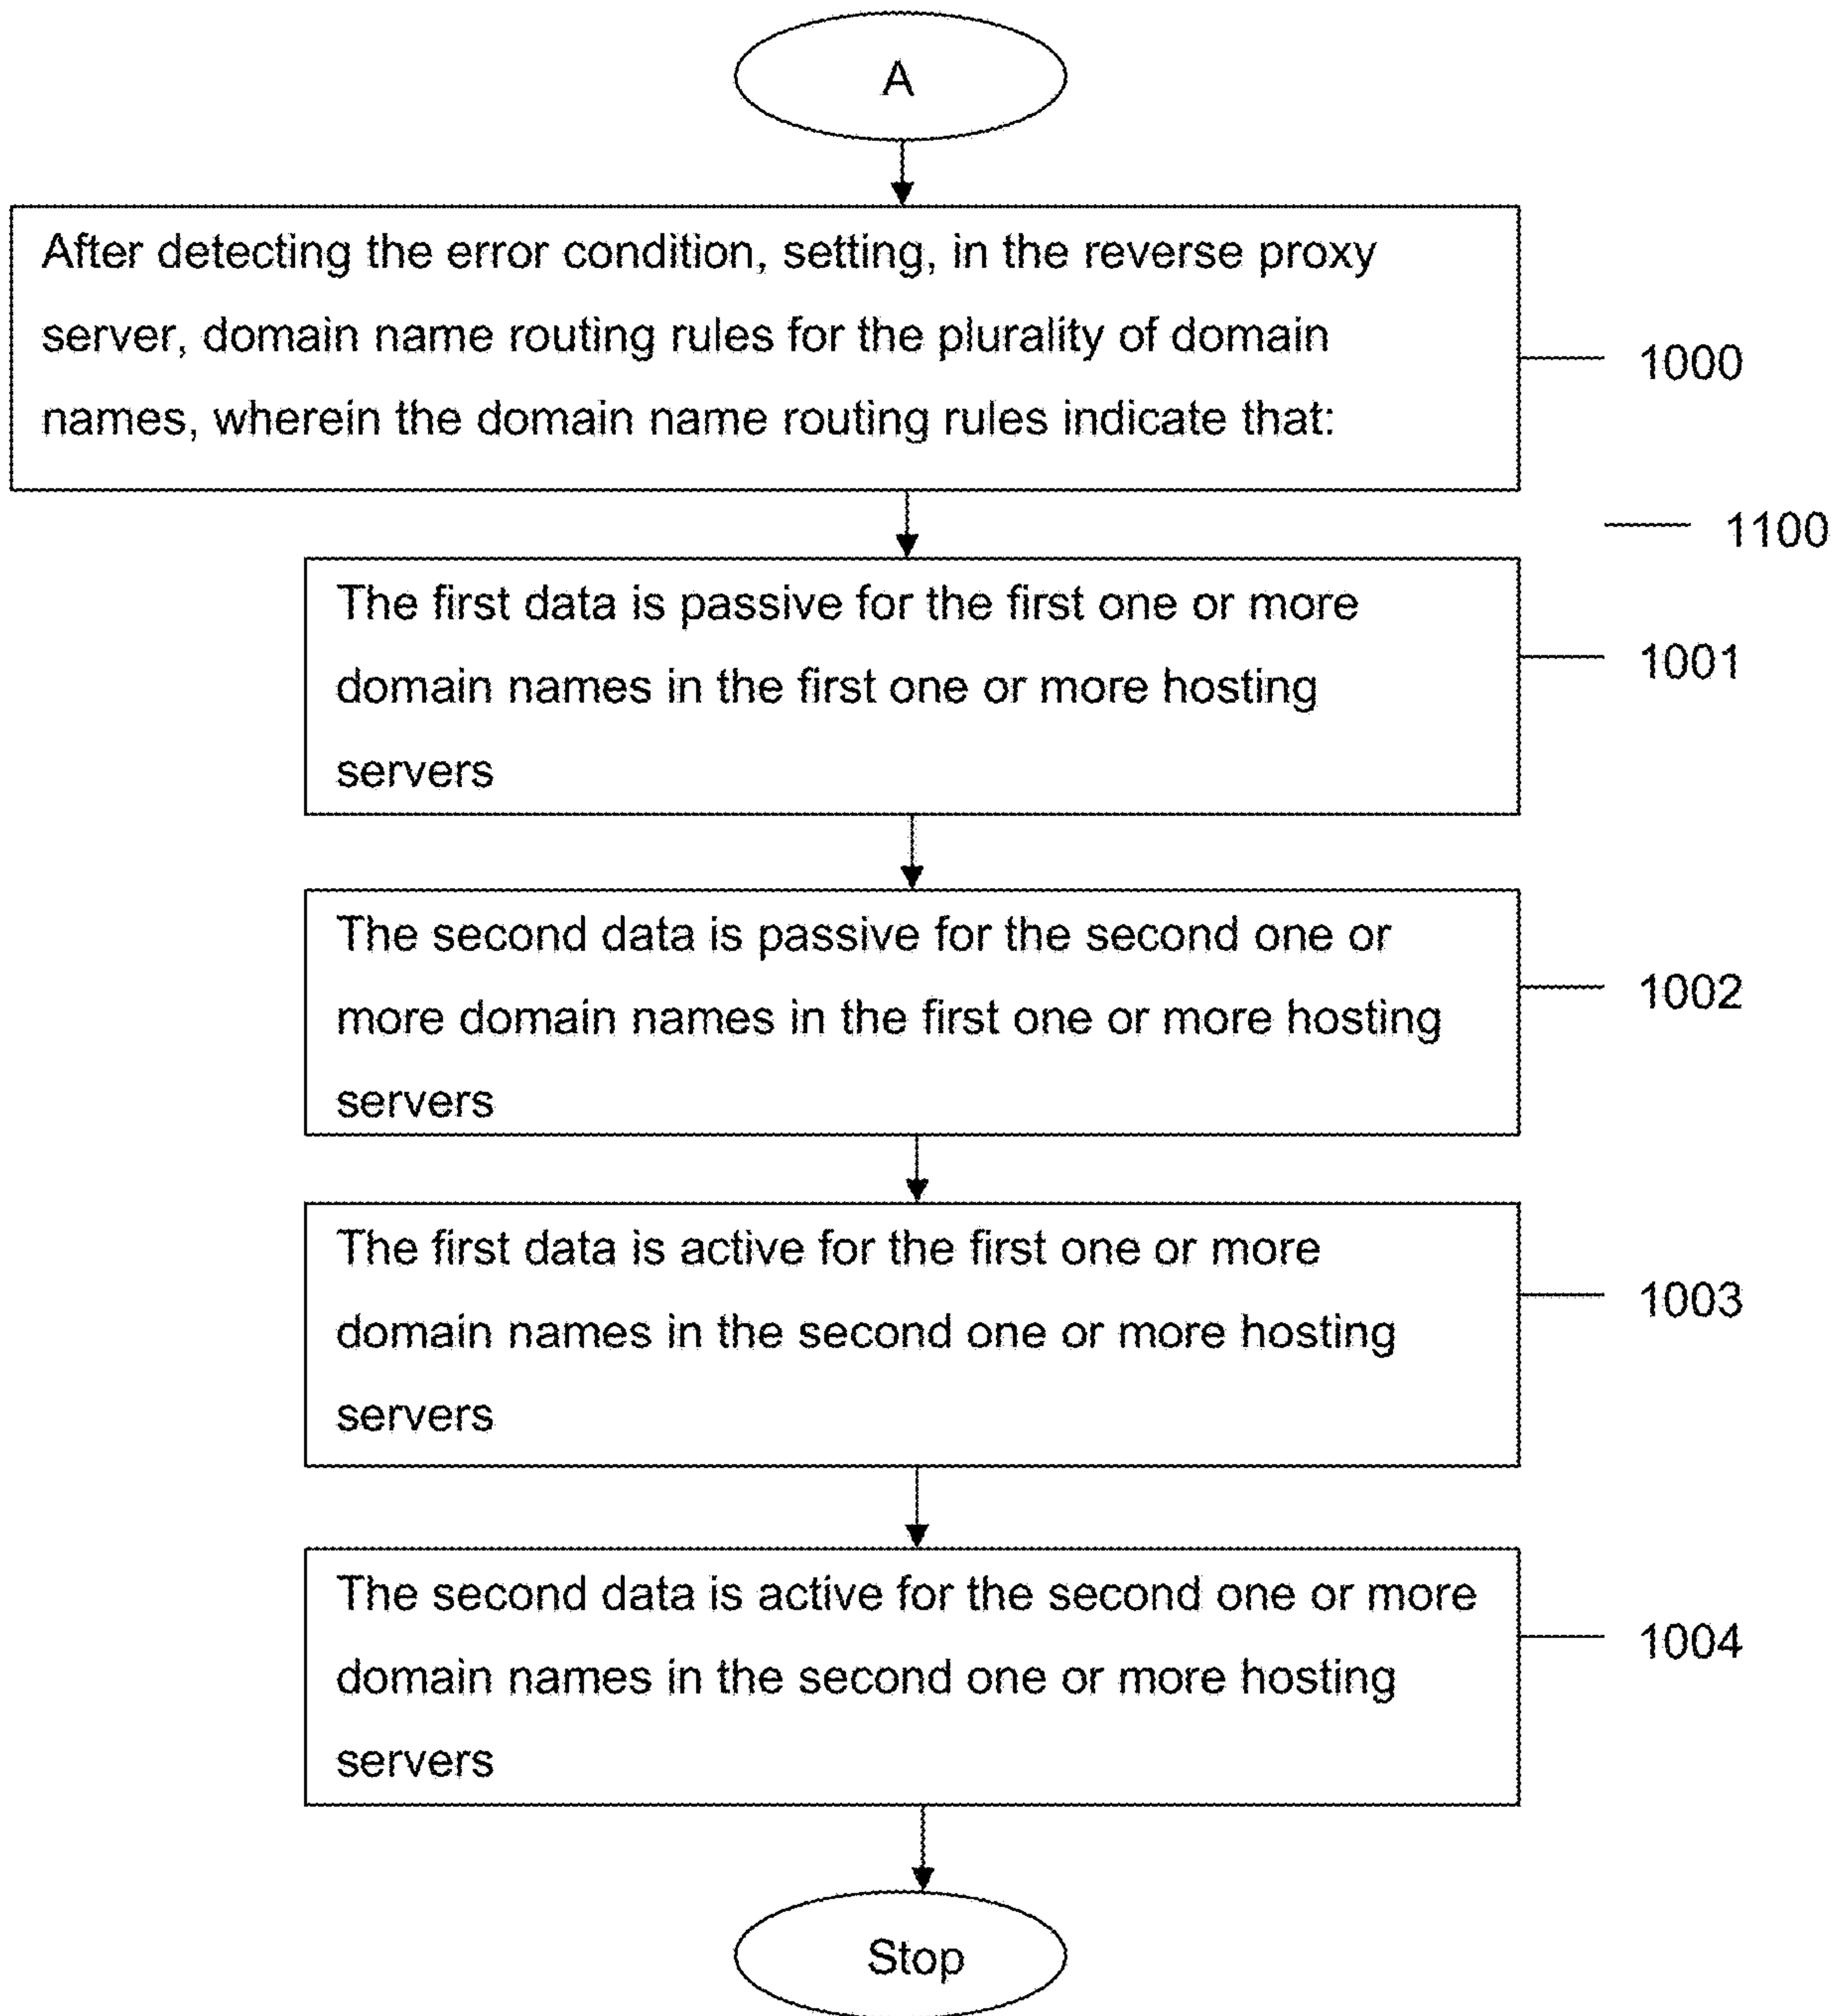 A
After detecting the error condition, setting, in the reverse proxy
server, domain name routing rules for the plurality of domain
names, wherein the domain name routing rules indicate that:
1000
1100
The first data is passive for the first one or more
domain names in the first one or more hosting
servers
1001
The second data is passive for the second one or
more domain names in the first one or more hosting
servers
1002
The first data is active for the first one or more
domain names in the second one or more hosting
servers
1003
The second data is active for the second one or more
domain names in the second one or more hosting
servers
1004
Stop